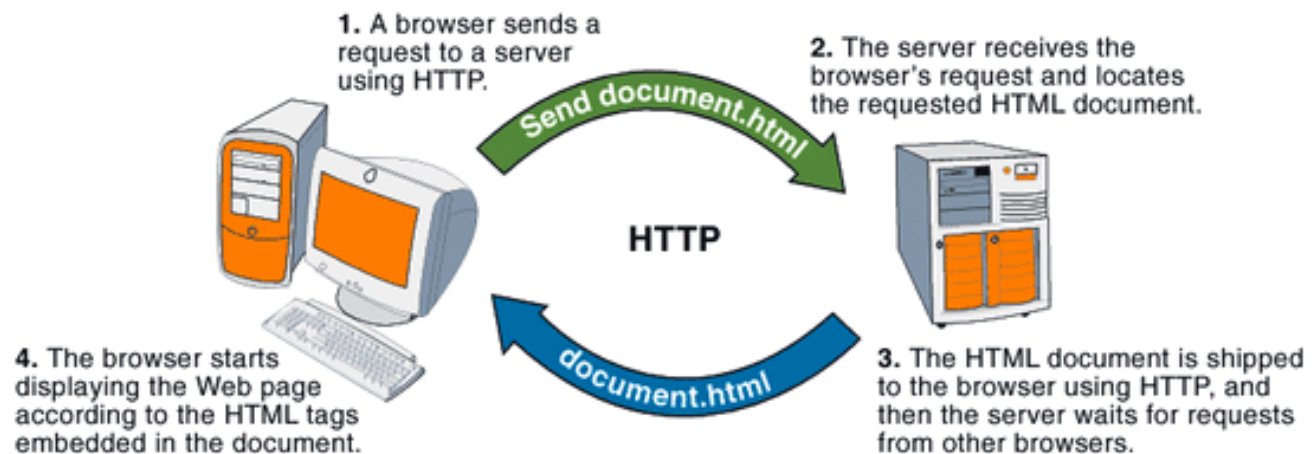 1. A browser sends a
request to a server
using HTTP.
Send document.html
2. The server receives the
browser's request and locates
the requested HTML document.
HTTP
document.html
3. The HTML document is shipped
to the browser using HTTP, and
then the server waits for requests
from other browsers.
4. The browser starts
displaying the Web page
according to the HTML tags
embedded in the document.